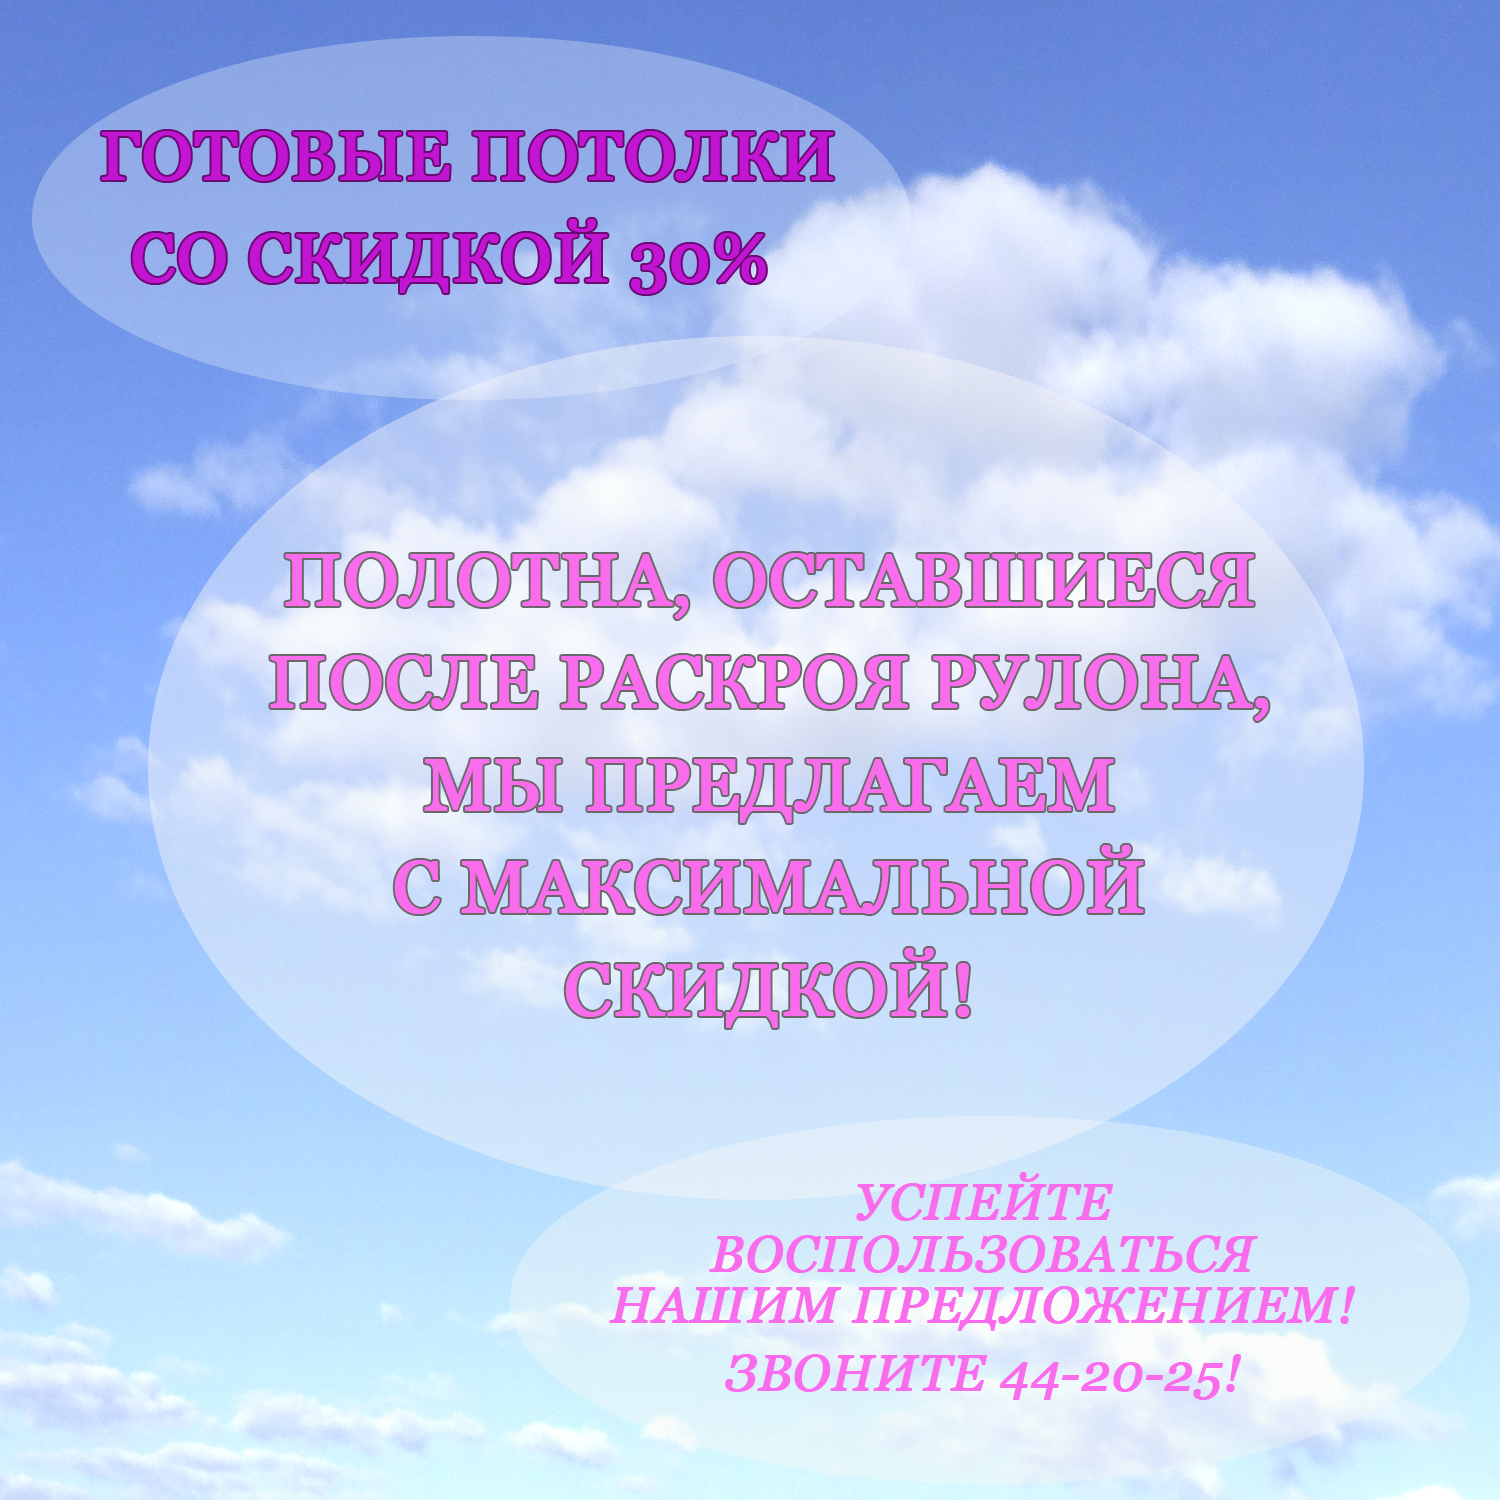 ГОТОВЫЕ ПОТОЛКИ
СО СКИДКОЙ 30%
ПОЛОТНА, ОСТАВШИЕСЯ
ПОСЛЕ РАСКРОЯ РУЛОНА,
МЫ ПРЕДЛАГАЕМ
С МАКСИМАЛЬНОЙ
СКИДКОЙ!
УСПЕЙТЕ
ВОСПОЛЬЗОВАТЬСЯ
НАШИМ ПРЕДЛОЖЕНИЕМ!
ЗВОНИТЕ 44-20-25!